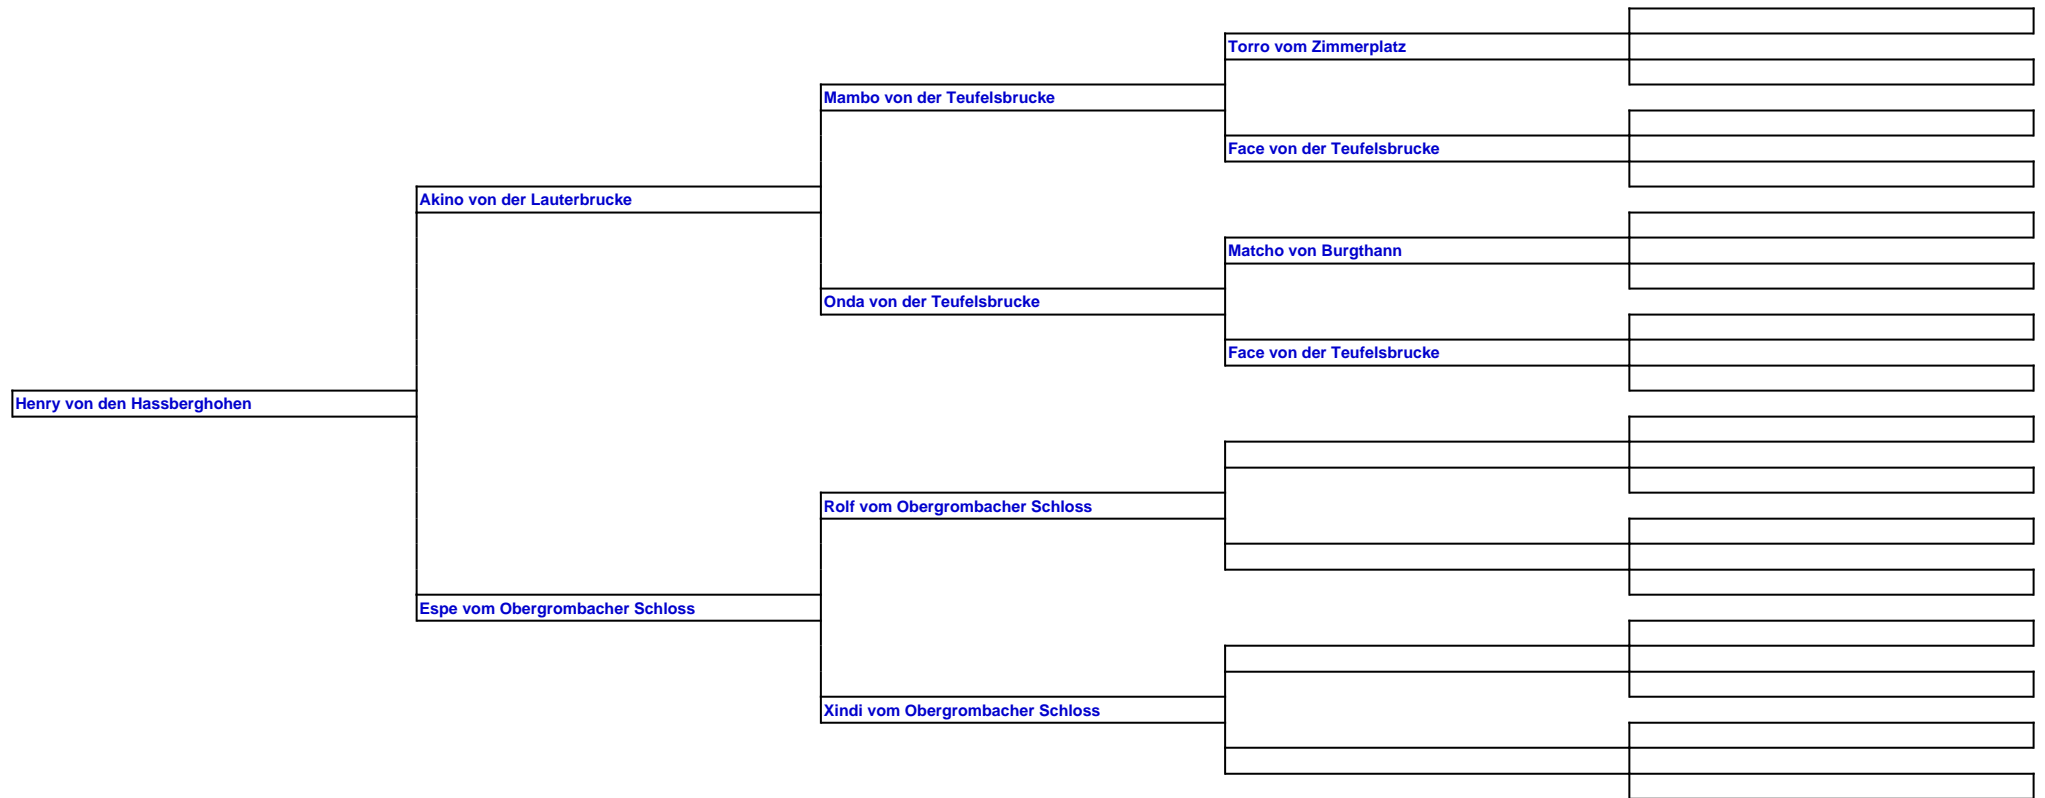 Torro vom Zimmerplatz
Mambo von der Teufelsbrucke
Face von der Teufelsbrucke
Akino von der Lauterbrucke
Matcho von Burgthann
Onda von der Teufelsbrucke
Face von der Teufelsbrucke
Henry von den Hassberghohen
Rolf vom Obergrombacher Schloss
Espe vom Obergrombacher Schloss
Xindi vom Obergrombacher Schloss